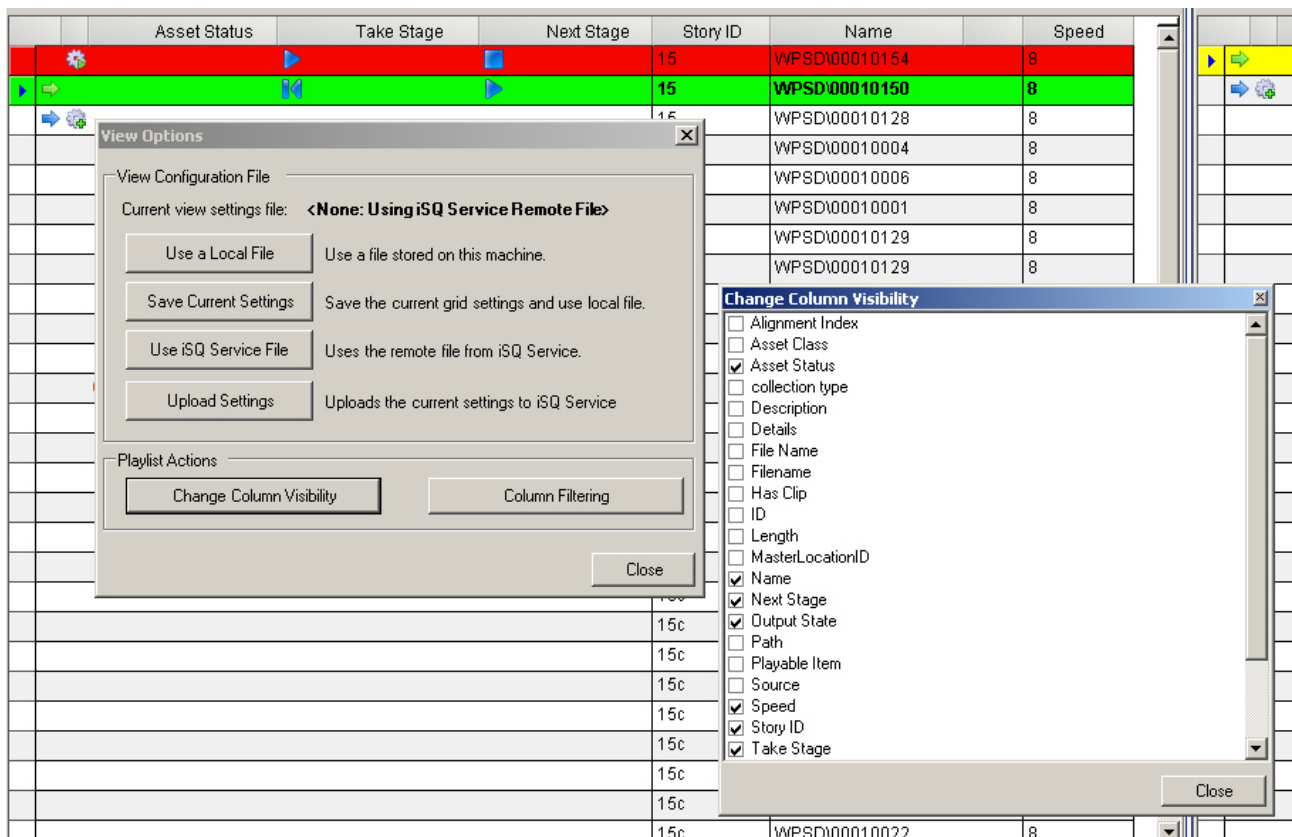 Asset Status Take Stage Next Stage Story ID Name Speed
15 WPSD\00010154 8
15 WPSD\00010150 8
15 WPSD\00010128 8
WPSD\00010004 8
WPSD\00010006 8
WPSD\00010001 8
WPSD\00010129 8
WPSD\00010129 8
View Options
View Configuration File
Current view settings file: <None: Using iSQ Service Remote File>
Use a Local File Use a file stored on this machine.
Save Current Settings Save the current grid settings and use local file.
Use iSQ Service File Uses the remote file from iSQ Service.
Upload Settings Uploads the current settings to iSQ Service
Playlist Actions
Change Column Visibility Column Filtering
Close
Change Column Visibility
Alignment Index
Asset Class
Asset Status
collection type
Description
Details
File Name
Filename
Has Clip
ID
Length
MasterLocationID
Name
Next Stage
Output State
Path
Playable Item
Source
Speed
Story ID
Take Stage
Close
15c
15c
15c
15c
15c
15c
15c
15c WPSD\00010022 8